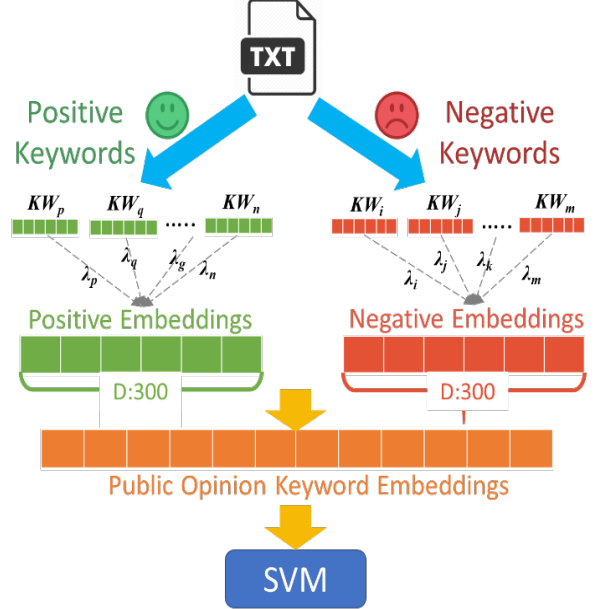 TXT
Positive
Keywords
Negative
Keywords
KWp KWq ..... KWn
KWi KWj ..... KWm
λp λq λg λn
λi λj λk λm
Positive Embeddings
Negative Embeddings
D:300
D:300
Public Opinion Keyword Embeddings
SVM